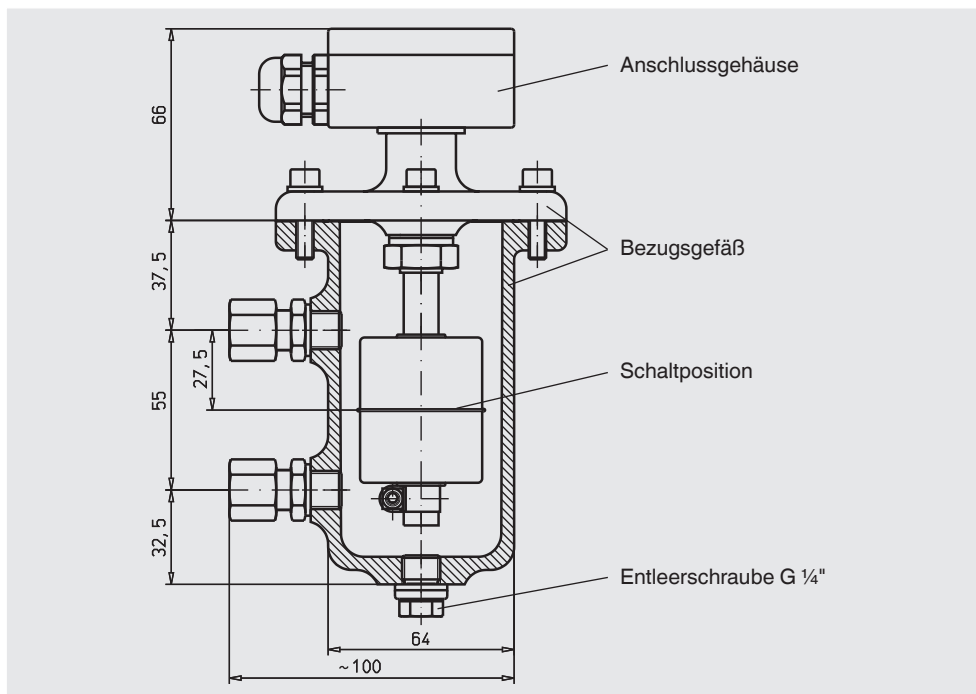 Anschlussgehäuse
66
37,5
Bezugsgefäß
27,5
Schaltposition
55
32,5
Entleerschraube G ¼"
64
~100